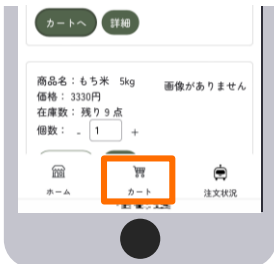 カートへ 詳細
商品名：もち米 5kg
画像がありません
価格： 3330円
在庫数： 残り9点
個数： - 1 +
ホーム カート 注文状況